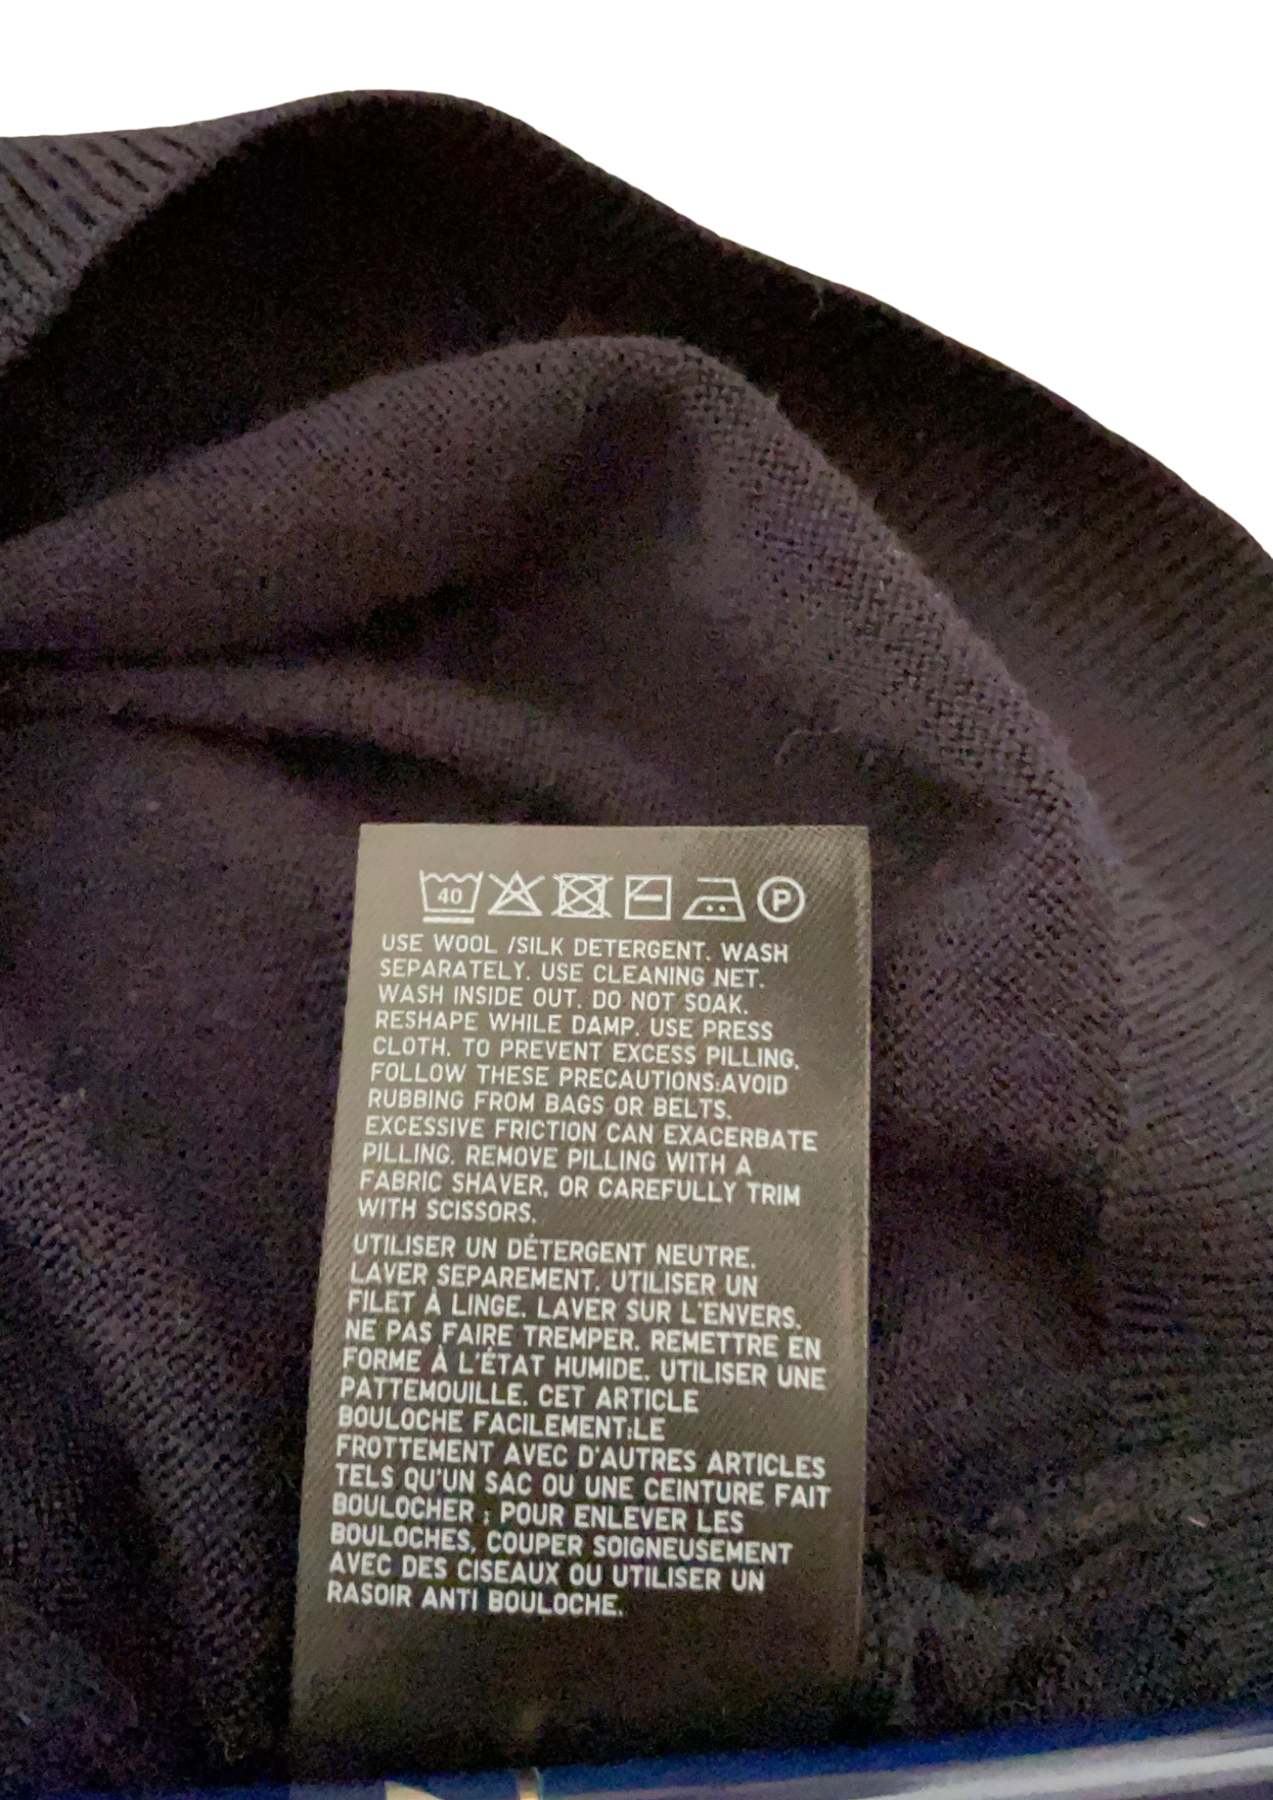 40 P
USE WOOL /SILK DETERGENT. WASH
SEPARATELY. USE CLEANING NET.
WASH INSIDE OUT. DO NOT SOAK.
RESHAPE WHILE DAMP. USE PRESS
CLOTH. TO PREVENT EXCESS PILLING,
FOLLOW THESE PRECAUTIONS:AVOID
RUBBING FROM BAGS OR BELTS.
EXCESSIVE FRICTION CAN EXACERBATE
PILLING. REMOVE PILLING WITH A
FABRIC SHAVER, OR CAREFULLY TRIM
WITH SCISSORS.
UTILISER UN DÉTERGENT NEUTRE.
LAVER SEPAREMENT. UTILISER UN
FILET À LINGE. LAVER SUR L'ENVERS.
NE PAS FAIRE TREMPER. REMETTRE EN
FORME À L'ÉTAT HUMIDE. UTILISER UNE
PATTEMOUILLE. CET ARTICLE
BOULOCHE FACILEMENT:LE
FROTTEMENT AVEC D'AUTRES ARTICLES
TELS QU'UN SAC OU UNE CEINTURE FAIT
BOULOCHER ; POUR ENLEVER LES
BOULOCHES, COUPER SOIGNEUSEMENT
AVEC DES CISEAUX OU UTILISER UN
RASOIR ANTI BOULOCHE.